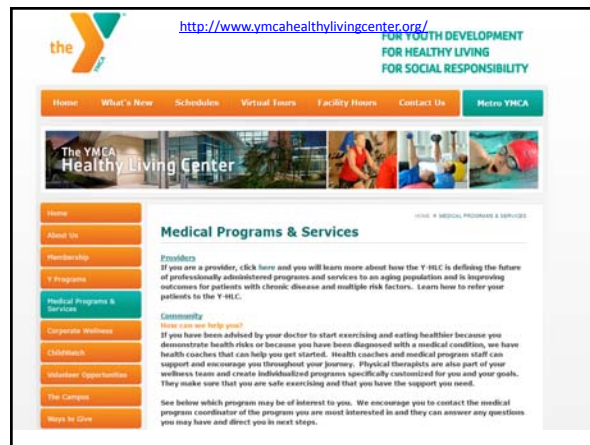 http://www.ymcahealthylivingcenter.org/
the
YMCA
FOR YOUTH DEVELOPMENT
FOR HEALTHY LIVING
FOR SOCIAL RESPONSIBILITY
Home What's New Schedules Virtual Tours Facility Hours Contact Us Metro YMCA
The YMCA
Healthy Living Center
Home
About Us
Membership
Y Programs
Medical Programs &
Services
Corporate Wellness
ChildWatch
Volunteer Opportunities
The Campus
Ways to Give
HOME » MEDICAL PROGRAMS & SERVICES
Medical Programs & Services
Providers
If you are a provider, click here and you will learn more about how the Y-HLC is defining the future
of professionally administered programs and services to an aging population and is improving
outcomes for patients with chronic disease and multiple risk factors. Learn how to refer your
patients to the Y-HLC.
Community
How can we help you?
If you have been advised by your doctor to start exercising and eating healthier because you
demonstrate health risks or because you have been diagnosed with a medical condition, we have
health coaches that can help you get started. Health coaches and medical program staff can
support and encourage you throughout your journey. Physical therapists are also part of your
wellness team and create individualized programs specifically customized for you and your goals.
They make sure that you are safe exercising and that you have the support you need.
See below which program may be of interest to you. We encourage you to contact the medical
program coordinator of the program you are most interested in and they can answer any questions
you may have and direct you in next steps.